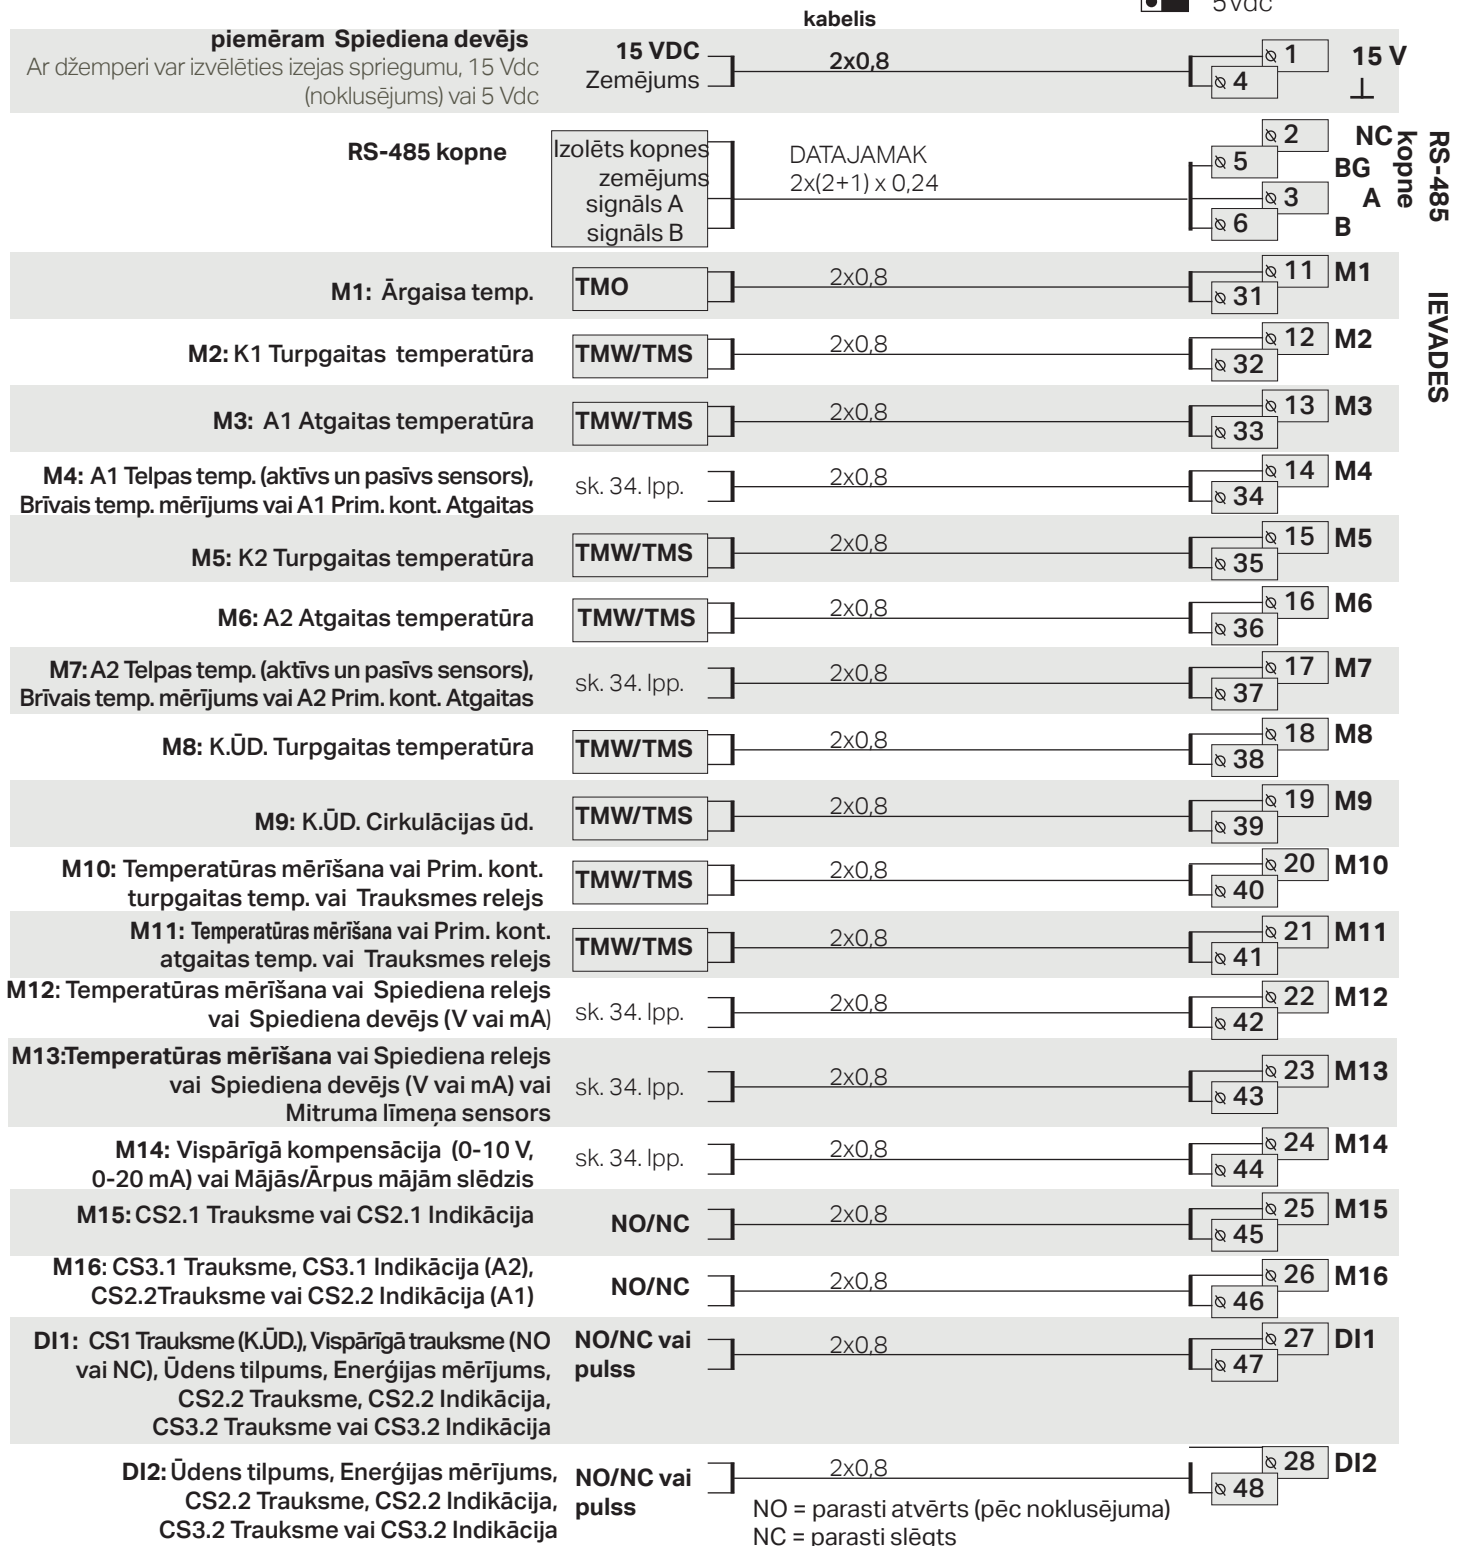 5Vdc
kabelis
piemēram Spiediena devējs
Ar džemperi var izvēlēties izejas spriegumu, 15 Vdc
(noklusējums) vai 5 Vdc
15 VDC
Zemējums
2x0,8
1
4
15 V
RS-485 kopne
Izolēts kopnes
zemējums
signāls A
signāls B
DATAJAMAK
2x(2+1) x 0,24
2
5
3
6
NC
BG
A
B
RS-485
kopne
IEVADES
M1: Ārgaisa temp.
TMO
2x0,8
11
31
M1
M2: K1 Turpgaitas temperatūra
TMW/TMS
2x0,8
12
32
M2
M3: A1 Atgaitas temperatūra
TMW/TMS
2x0,8
13
33
M3
M4: A1 Telpas temp. (aktīvs un pasīvs sensors),
Brīvais temp. mērījums vai A1 Prim. kont. Atgaitas
sk. 34. lpp.
2x0,8
14
34
M4
M5: K2 Turpgaitas temperatūra
TMW/TMS
2x0,8
15
35
M5
M6: A2 Atgaitas temperatūra
TMW/TMS
2x0,8
16
36
M6
M7: A2 Telpas temp. (aktīvs un pasīvs sensors),
Brīvais temp. mērījums vai A2 Prim. kont. Atgaitas
sk. 34. lpp.
2x0,8
17
37
M7
M8: K.ŪD. Turpgaitas temperatūra
TMW/TMS
2x0,8
18
38
M8
M9: K.ŪD. Cirkulācijas ūd.
TMW/TMS
2x0,8
19
39
M9
M10: Temperatūras mērīšana vai Prim. kont.
turpgaitas temp. vai Trauksmes relejs
TMW/TMS
2x0,8
20
40
M10
M11: Temperatūras mērīšana vai Prim. kont.
atgaitas temp. vai Trauksmes relejs
TMW/TMS
2x0,8
21
41
M11
M12: Temperatūras mērīšana vai Spiediena relejs
vai Spiediena devējs (V vai mA)
sk. 34. lpp.
2x0,8
22
42
M12
M13:Temperatūras mērīšana vai Spiediena relejs
vai Spiediena devējs (V vai mA) vai
Mitruma līmeņa sensors
sk. 34. lpp.
2x0,8
23
43
M13
M14: Vispārīgā kompensācija (0-10 V,
0-20 mA) vai Mājās/Ārpus mājām slēdzis
sk. 34. lpp.
2x0,8
24
44
M14
M15: CS2.1 Trauksme vai CS2.1 Indikācija
NO/NC
2x0,8
25
45
M15
M16: CS3.1 Trauksme, CS3.1 Indikācija (A2),
CS2.2Trauksme vai CS2.2 Indikācija (A1)
NO/NC
2x0,8
26
46
M16
DI1: CS1 Trauksme (K.ŪD.), Vispārīgā trauksme (NO
vai NC), Ūdens tilpums, Enerģijas mērījums,
CS2.2 Trauksme, CS2.2 Indikācija,
CS3.2 Trauksme vai CS3.2 Indikācija
NO/NC vai
pulss
2x0,8
27
47
DI1
DI2: Ūdens tilpums, Enerģijas mērījums,
CS2.2 Trauksme, CS2.2 Indikācija,
CS3.2 Trauksme vai CS3.2 Indikācija
NO/NC vai
pulss
2x0,8
28
48
DI2
NO = parasti atvērts (pēc noklusējuma)
NC = parasti slēgts